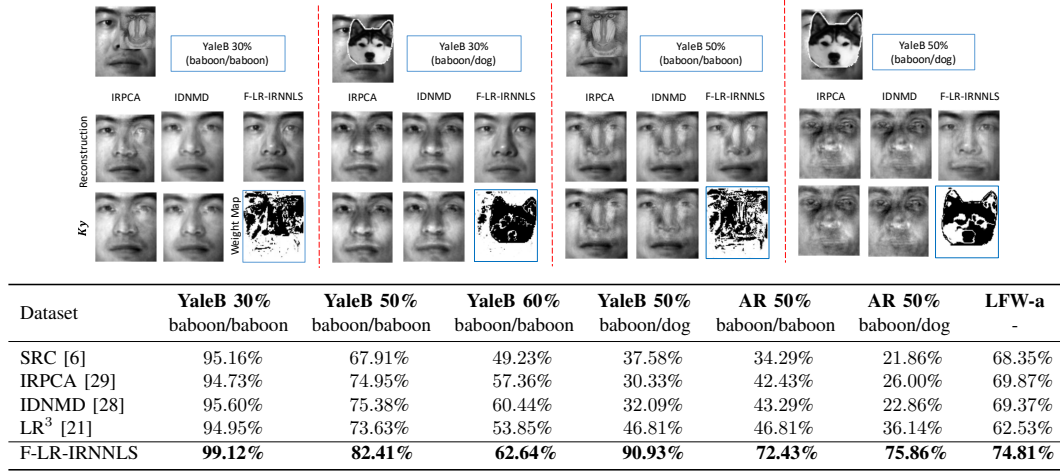 YaleB 30%
(baboon/baboon)
YaleB 30%
(baboon/dog)
YaleB 50%
(baboon/baboon)
YaleB 50%
(baboon/dog)
IRPCA IDNMD F-LR-IRNNLS
IRPCA IDNMD F-LR-IRNNLS
IRPCA IDNMD F-LR-IRNNLS
IRPCA IDNMD F-LR-IRNNLS
Reconstruction
Ky
Weight Map
Dataset YaleB 30% YaleB 50% YaleB 60% YaleB 50% AR 50% AR 50% LFW-a
baboon/baboon baboon/baboon baboon/baboon baboon/dog baboon/baboon baboon/dog -
SRC [6] 95.16% 67.91% 49.23% 37.58% 34.29% 21.86% 68.35%
IRPCA [29] 94.73% 74.95% 57.36% 30.33% 42.43% 26.00% 69.87%
IDNMD [28] 95.60% 75.38% 60.44% 32.09% 43.29% 22.86% 69.37%
LR³ [21] 94.95% 73.63% 53.85% 46.81% 46.81% 36.14% 62.53%
F-LR-IRNNLS 99.12% 82.41% 62.64% 90.93% 72.43% 75.86% 74.81%